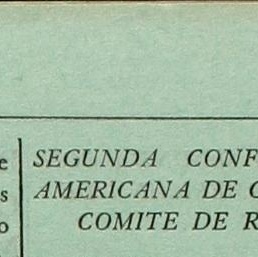 e
s
o
SEGUNDA CONF
AMERICANA DE
COMITE DE R